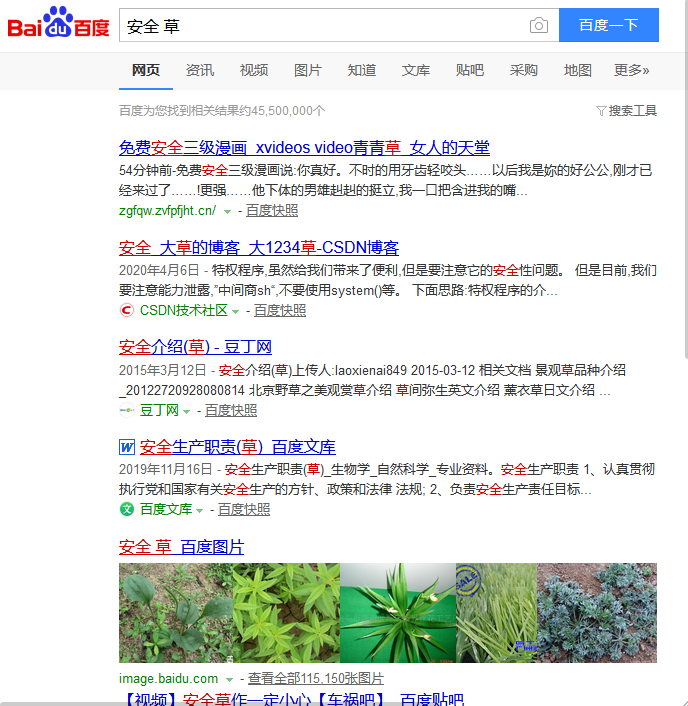 Bai du 百度
安全 草
百度一下
网页 资讯 视频 图片 知道 文库 贴吧 采购 地图 更多»
百度为您找到相关结果约45,500,000个
搜索工具
免费安全三级漫画_xvideos video青青草_女人的天堂
54分钟前-免费安全三级漫画说:你真好。不时的用牙齿轻咬头……以后我是妳的好公公,刚才已
经来过了……!更强……他下体的男雄赳赳的挺立,我一口把含进我的嘴...
zgfqw.zvfpfjht.cn/ - 百度快照
安全_大草的博客_大1234草-CSDN博客
2020年4月6日 - 特权程序,虽然给我们带来了便利,但是要注意它的安全性问题。 但是目前,我们
要注意能力泄露,”中间商sh“,不要使用system()等。 下面思路:特权程序的介...
CSDN技术社区 - 百度快照
安全介绍(草) - 豆丁网
2015年3月12日 - 安全介绍(草)上传人:laoxienai849 2015-03-12 相关文档 景观草品种介绍
_20122720928080814 北京野草之美观赏草介绍 草间弥生英文介绍 薰衣草日文介绍 ...
豆丁网 - 百度快照
W 安全生产职责(草)_百度文库
2019年11月16日 - 安全生产职责(草)_生物学_自然科学_专业资料。安全生产职责 1、认真贯彻
执行党和国家有关安全生产的方针、政策和法律 法规; 2、负责安全生产责任目标...
文 百度文库 - 百度快照
安全 草_百度图片
SALE
image.baidu.com - 查看全部115,150张图片
【视频】安全草作一定小心【车祸吧】_百度贴吧